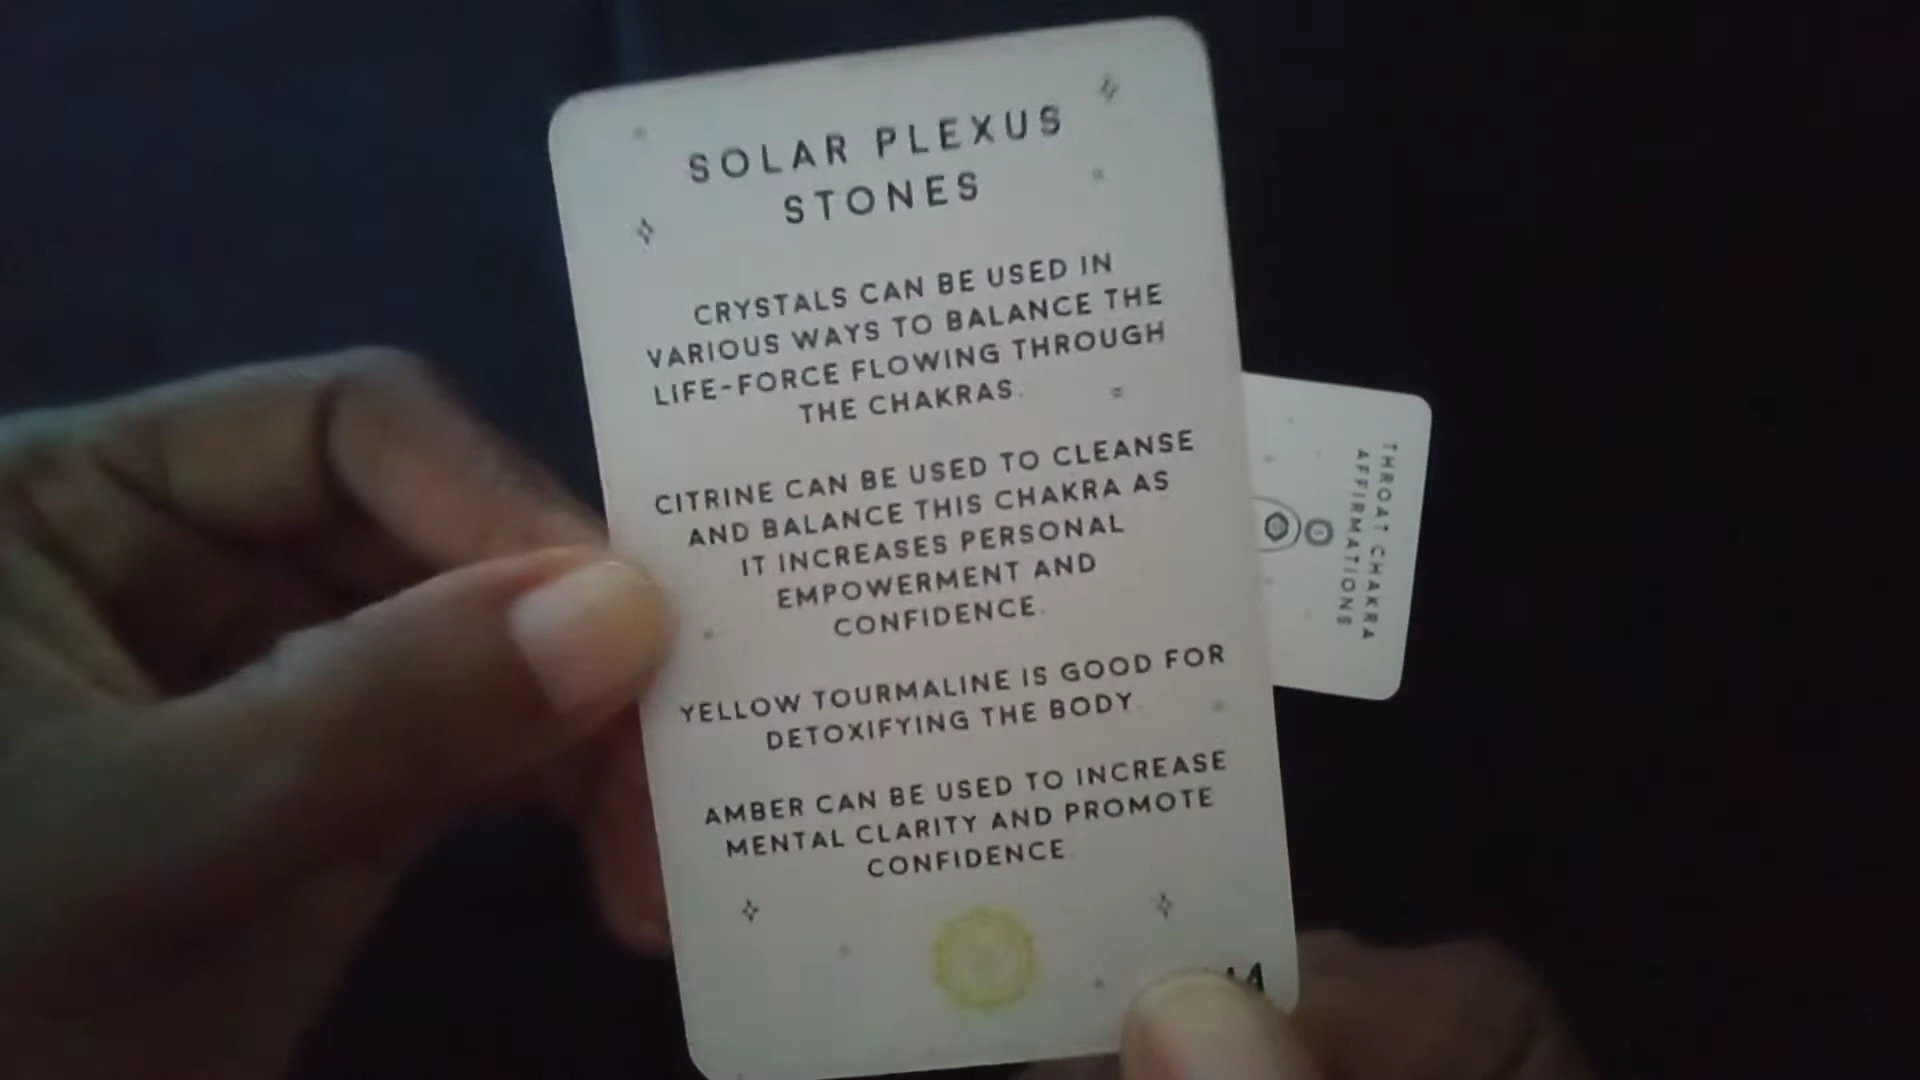 SOLAR PLEXUS
STONES
CRYSTALS CAN BE USED IN
VARIOUS WAYS TO BALANCE THE
LIFE-FORCE FLOWING THROUGH
THE CHAKRAS.
CITRINE CAN BE USED TO CLEANSE
AND BALANCE THIS CHAKRA AS
IT INCREASES PERSONAL
EMPOWERMENT AND
CONFIDENCE.
YELLOW TOURMALINE IS GOOD FOR
DETOXIFYING THE BODY
AMBER CAN BE USED TO INCREASE
MENTAL CLARITY AND PROMOTE
CONFIDENCE
THROAT CHAKRA
AFFIRMATIONS